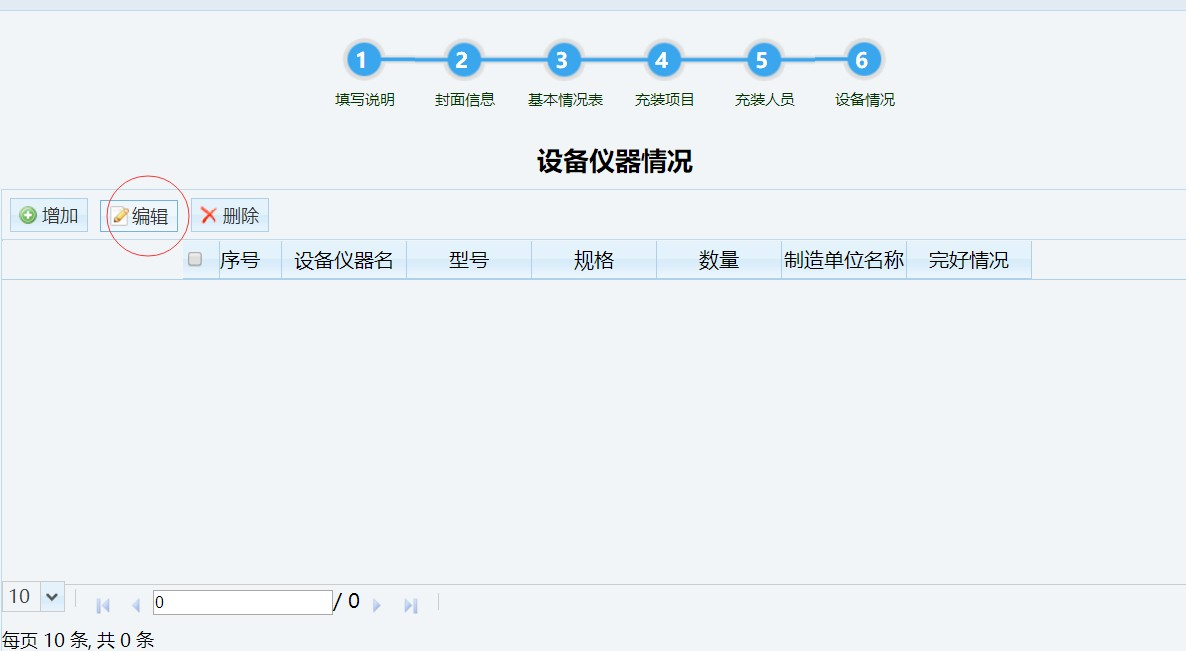 1 2 3 4 5 6
填写说明 封面信息 基本情况表 充装项目 充装人员 设备情况
设备仪器情况
增加 编辑 删除
序号 设备仪器名 型号 规格 数量 制造单位名称 完好情况
10 0 / 0
每页 10 条, 共 0 条